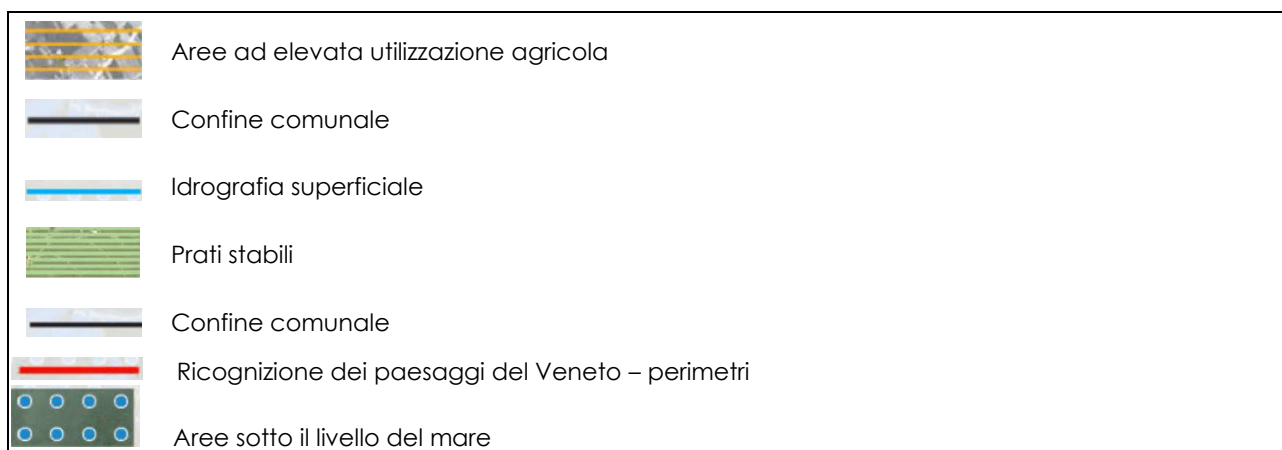 Aree ad elevata utilizzazione agricola
Confine comunale
Idrografia superficiale
Prati stabili
Confine comunale
Ricognizione dei paesaggi del Veneto – perimetri
Aree sotto il livello del mare